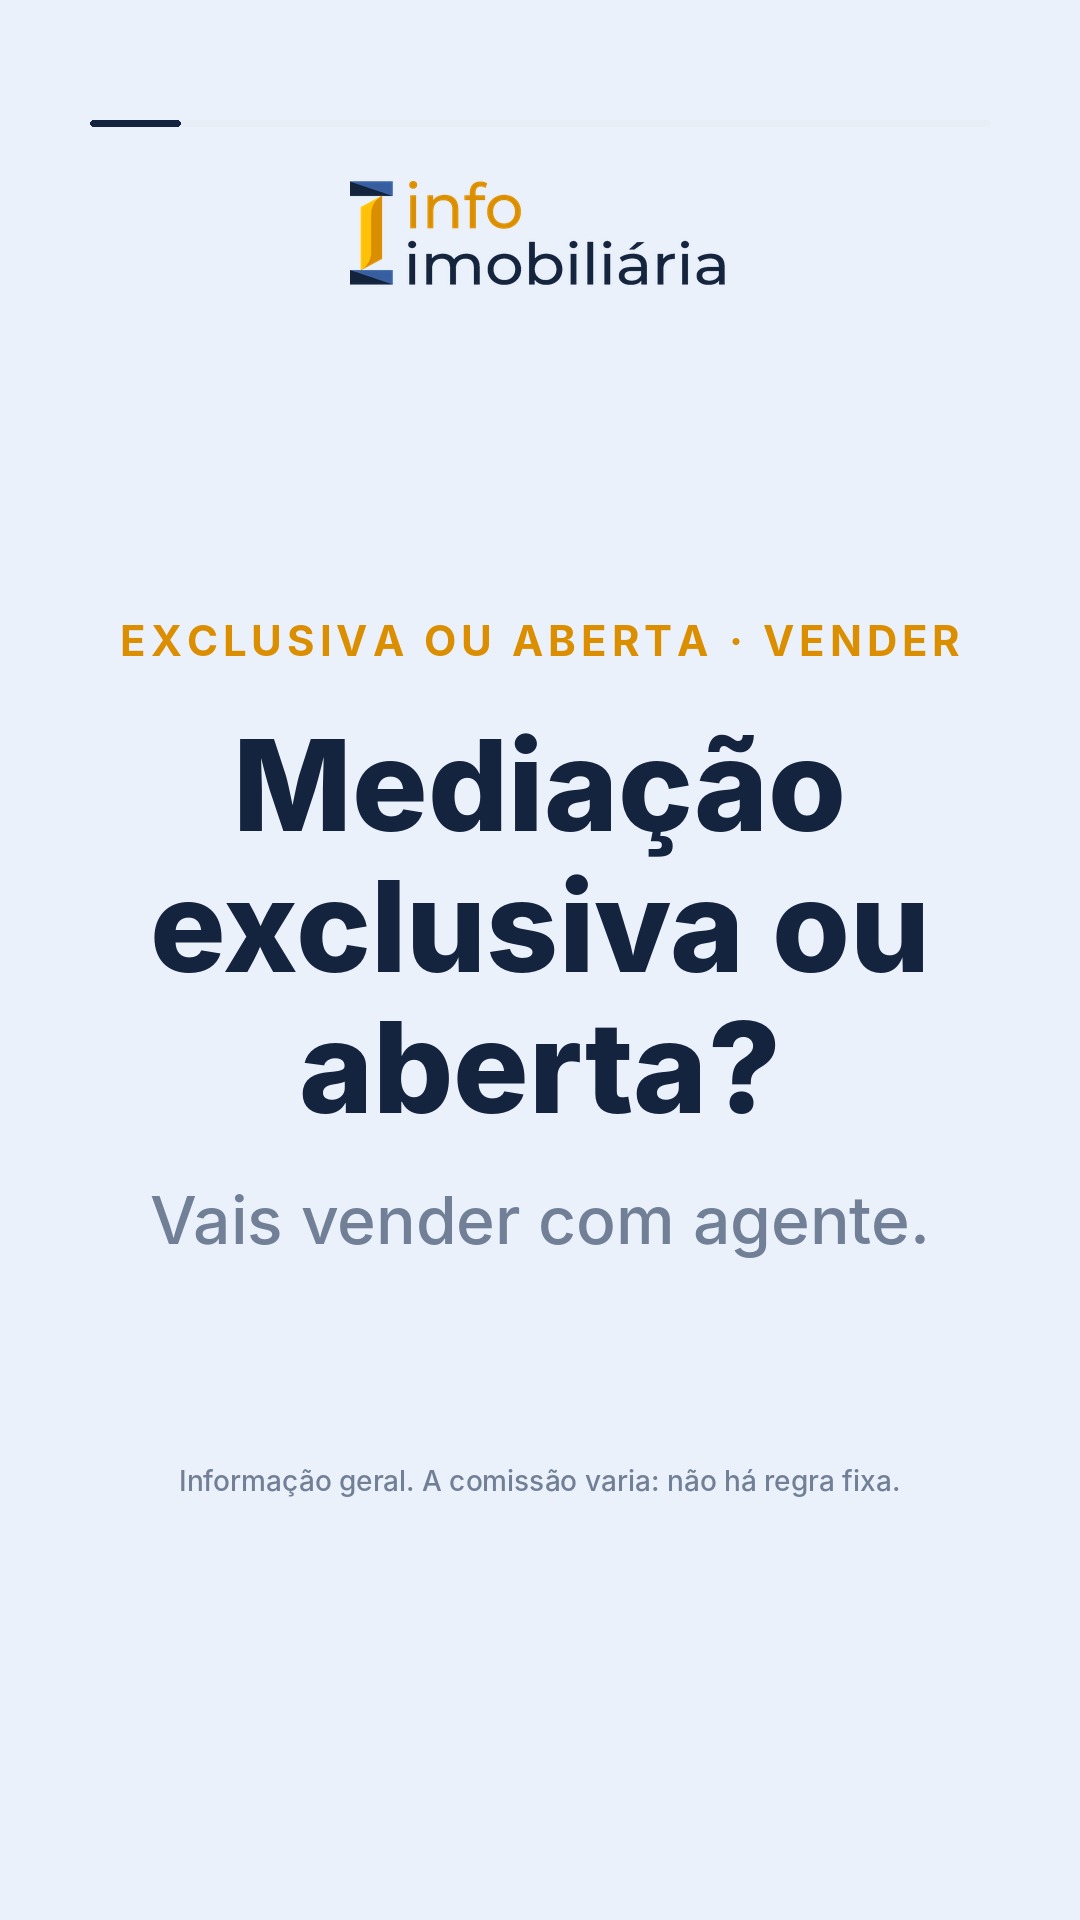 info
imobiliária
EXCLUSIVA OU ABERTA · VENDER
Mediação
exclusiva ou
aberta?
Vais vender com agente.
Informação geral. A comissão varia: não há regra fixa.